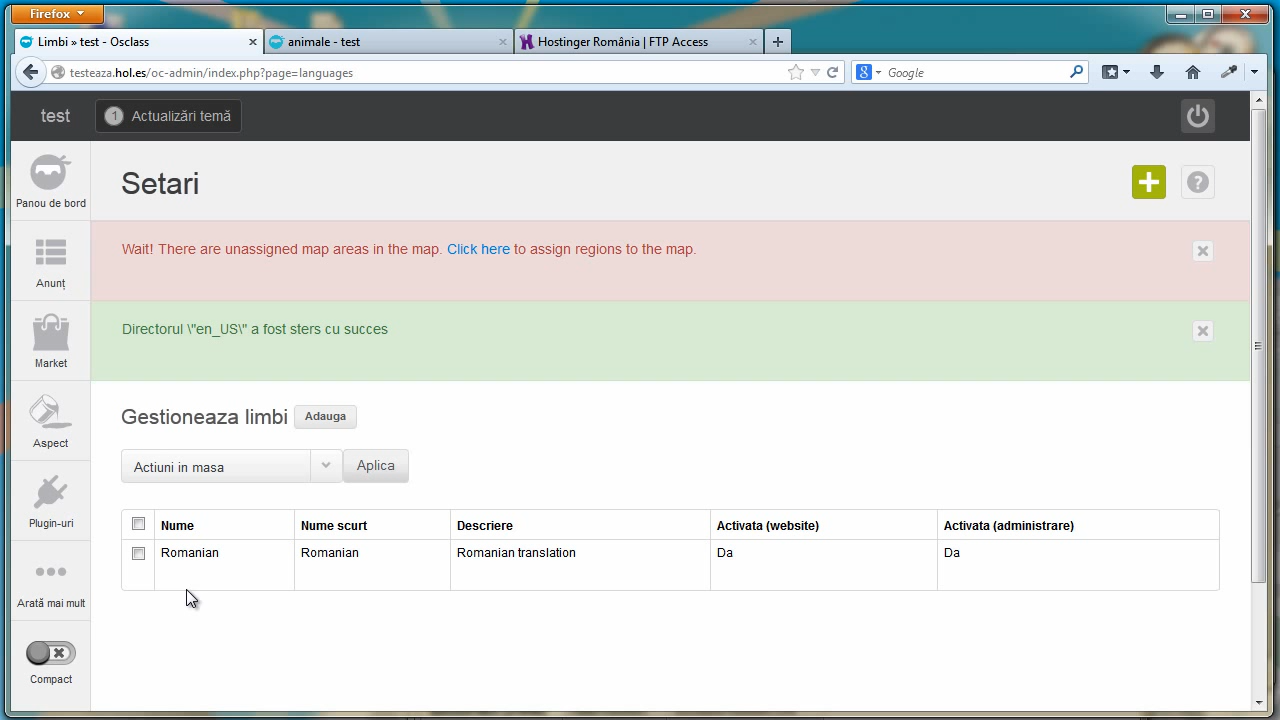 Firefox
Limbi » test - Osclass
animale - test
Hostinger România | FTP Access
testeaza.hol.es/oc-admin/index.php?page=languages
Google
test
1 Actualizări temă
Panou de bord
Anunț
Market
Aspect
Plugin-uri
Arată mai mult
Compact
Setari
Wait! There are unassigned map areas in the map. Click here to assign regions to the map.
Directorul \"en_US\" a fost sters cu succes
Gestioneaza limbi Adauga
Actiuni in masa Aplica
Nume Nume scurt Descriere Activata (website) Activata (administrare)
Romanian Romanian Romanian translation Da Da